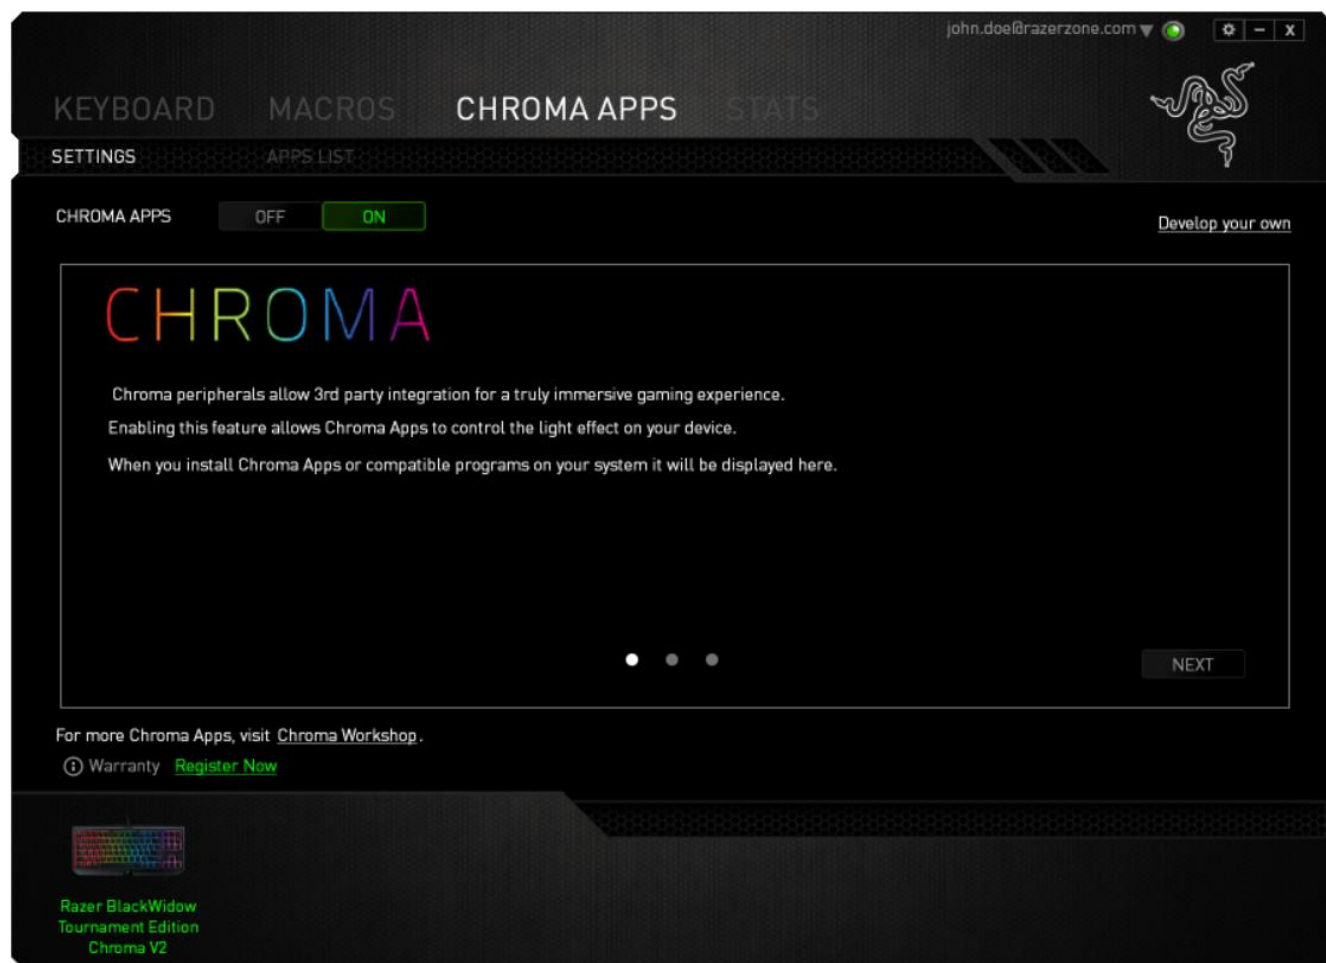 john.doe@razerzone.com
X
KEYBOARD MACROS CHROMA APPS STATS
SETTINGS APPS LIST
CHROMA APPS OFF ON
Develop your own
CHROMA
Chroma peripherals allow 3rd party integration for a truly immersive gaming experience.
Enabling this feature allows Chroma Apps to control the light effect on your device.
When you install Chroma Apps or compatible programs on your system it will be displayed here.
NEXT
For more Chroma Apps, visit Chroma Workshop.
Warranty Register Now
Razer BlackWidow
Tournament Edition
Chroma V2